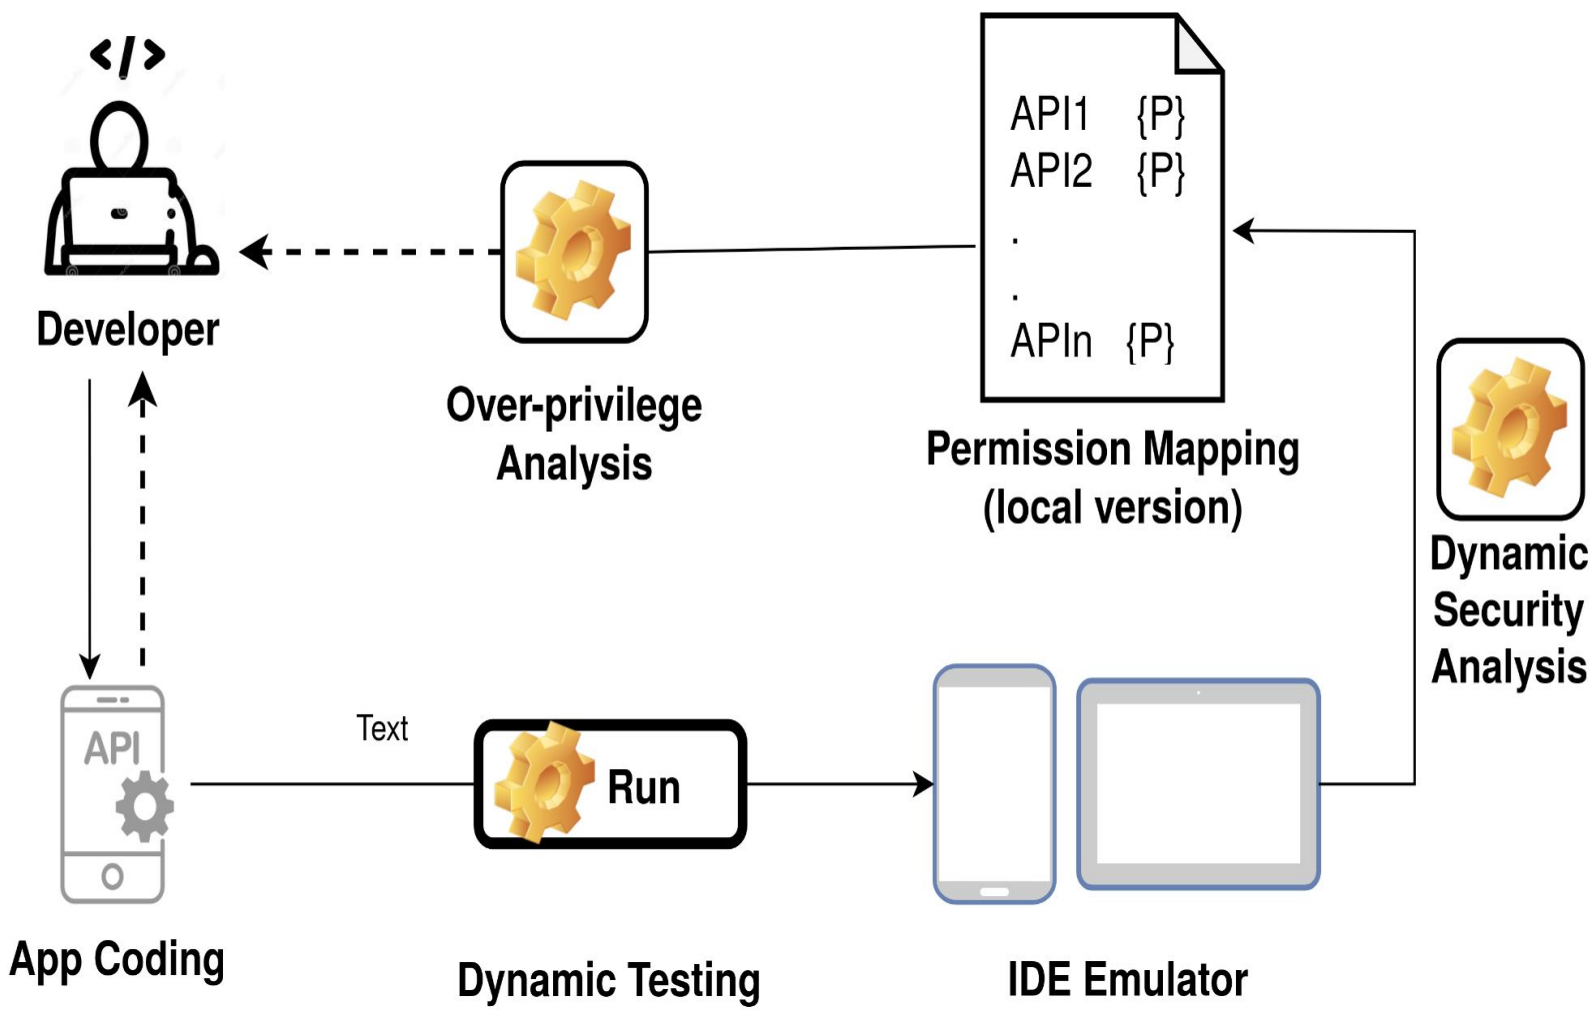 </>
Developer
Over-privilege
Analysis
API1 {P}
API2 {P}
.
.
APIn {P}
Permission Mapping
(local version)
Dynamic
Security
Analysis
API
App Coding
Text
Run
Dynamic Testing
IDE Emulator